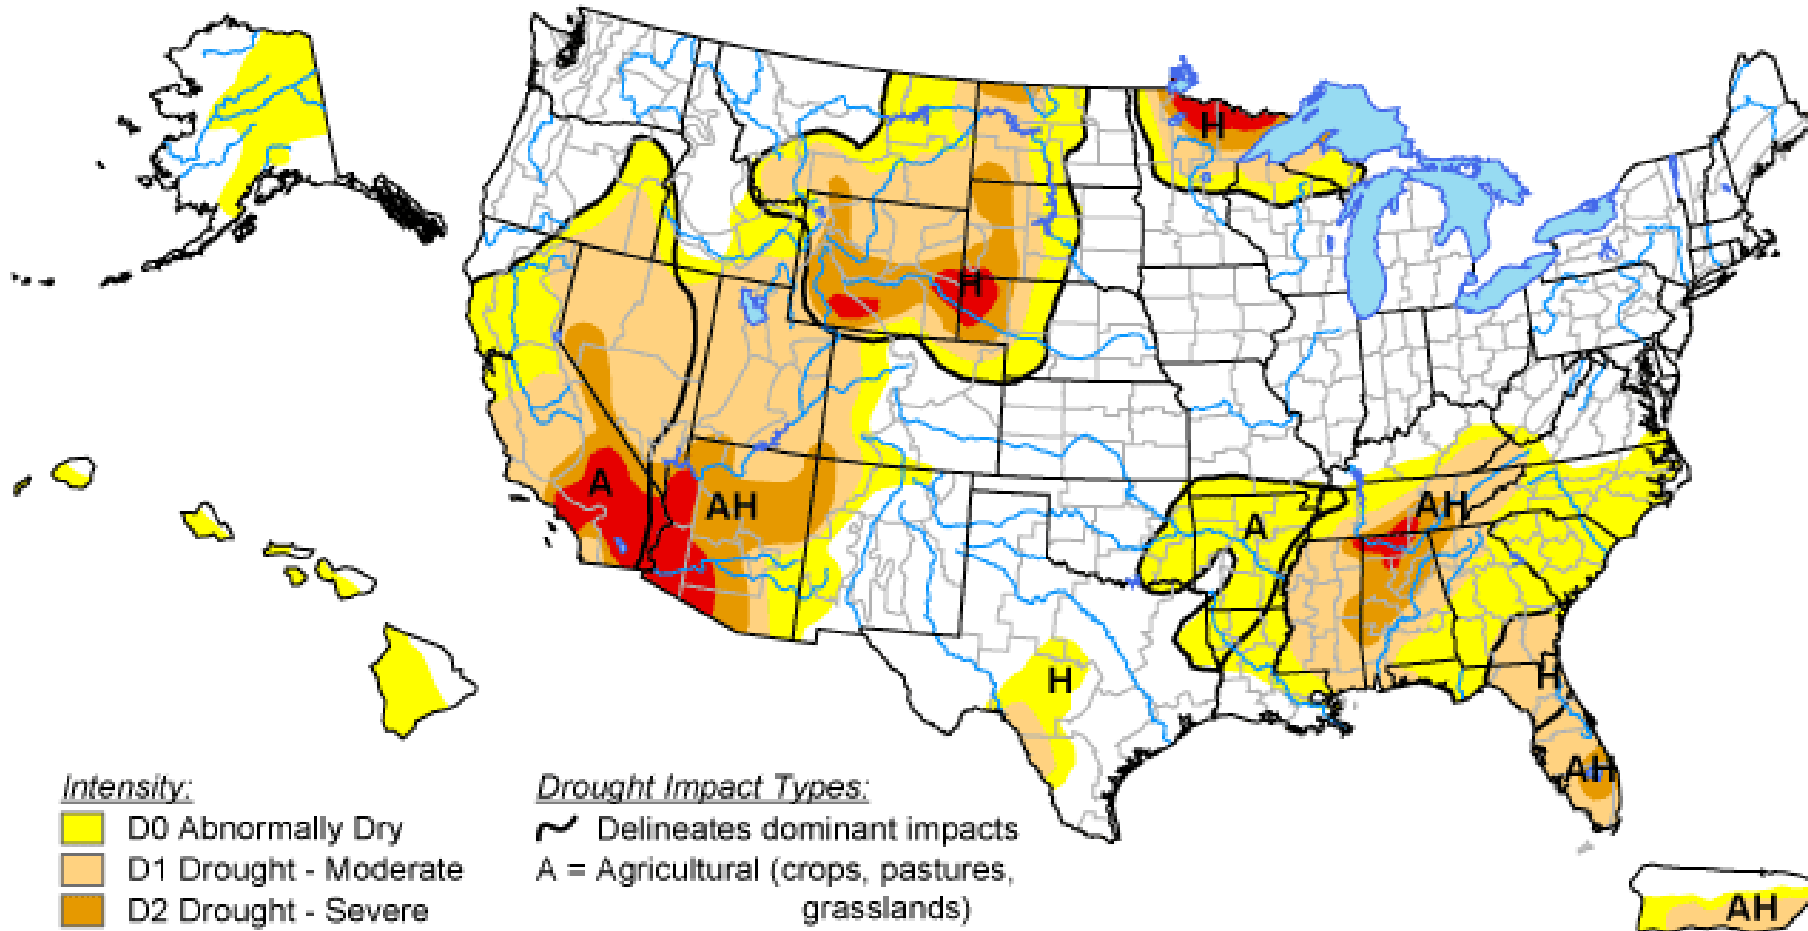 H
H
A
AH
A
AH
H
H
AH
Intensity:
D0 Abnormally Dry
D1 Drought - Moderate
D2 Drought - Severe
Drought Impact Types:
Delineates dominant impacts
A = Agricultural (crops, pastures,
grasslands)
AH